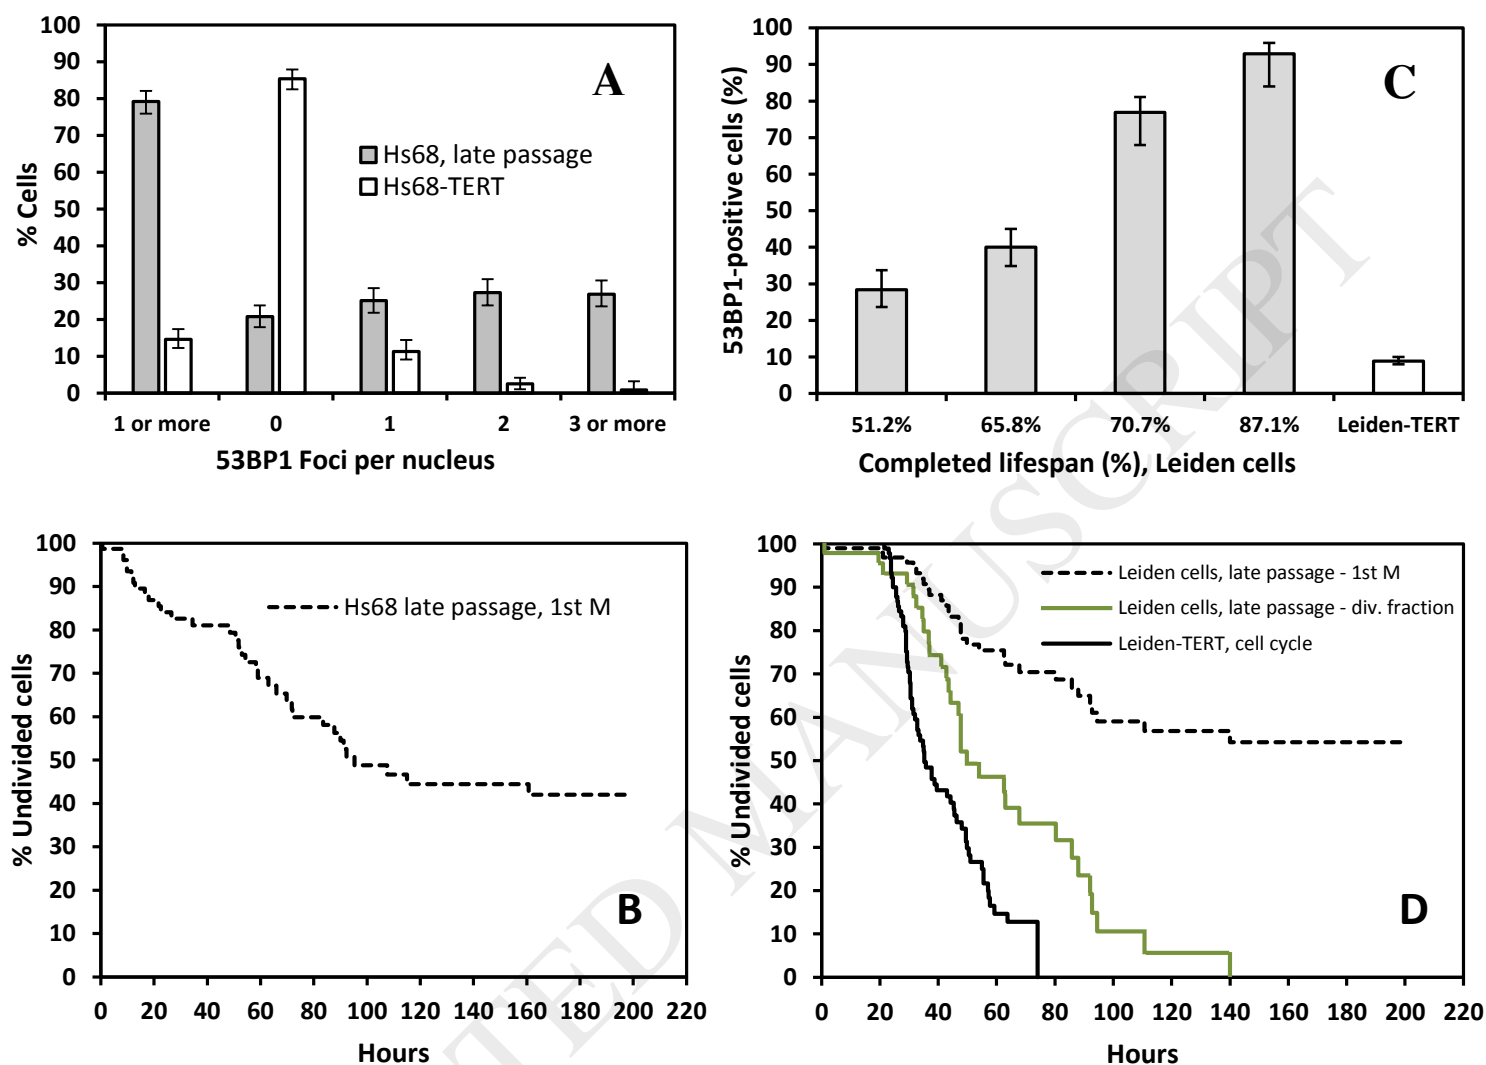 A
% Cells
100
90
80
70
60
50
40
30
20
10
0
Hs68, late passage
Hs68-TERT
1 or more 0 1 2 3 or more
53BP1 Foci per nucleus
C
53BP1-positive cells (%)
100
90
80
70
60
50
40
30
20
10
0
51.2% 65.8% 70.7% 87.1% Leiden-TERT
Completed lifespan (%), Leiden cells
B
% Undivided cells
100
90
80
70
60
50
40
30
20
10
0
Hs68 late passage, 1st M
0 20 40 60 80 100 120 140 160 180 200 220
Hours
D
% Undivided cells
100
90
80
70
60
50
40
30
20
10
0
Leiden cells, late passage - 1st M
Leiden cells, late passage - div. fraction
Leiden-TERT, cell cycle
0 20 40 60 80 100 120 140 160 180 200 220
Hours
TED MANUSCRIPT